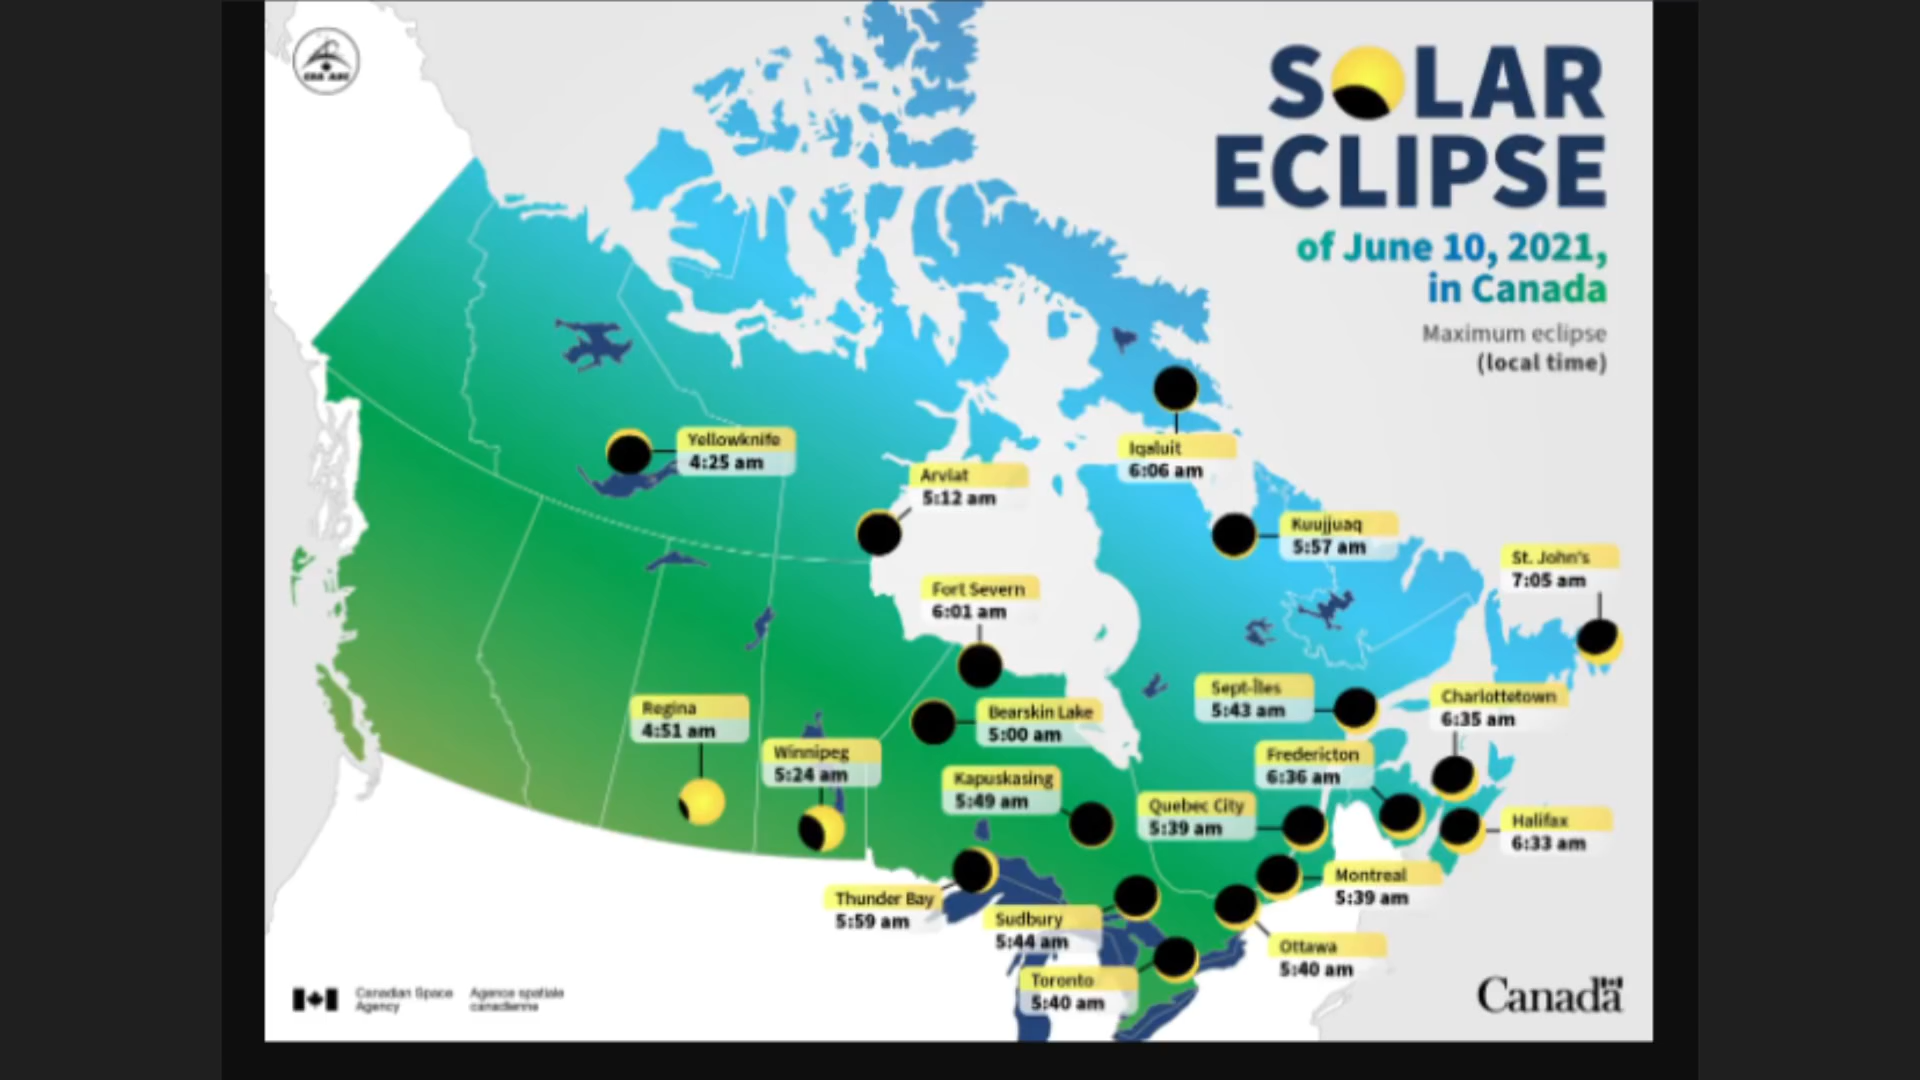 SOLAR
ECLIPSE
of June 10, 2021,
in Canada
Maximum eclipse
(local time)
Yellowknife
4:25 am
Iqaluit
6:06 am
Arviat
5:12 am
Kuujjuaq
5:57 am
St. John's
7:05 am
Fort Severn
6:01 am
Sept-Îles
5:43 am
Charlottetown
6:35 am
Regina
4:51 am
Bearskin Lake
5:00 am
Winnipeg
5:24 am
Fredericton
6:36 am
Kapuskasing
5:49 am
Quebec City
5:39 am
Halifax
6:33 am
Thunder Bay
5:59 am
Montreal
5:39 am
Sudbury
5:44 am
Ottawa
5:40 am
Toronto
5:40 am
Canadian Space
Agency
Agence spatiale
canadienne
Canada